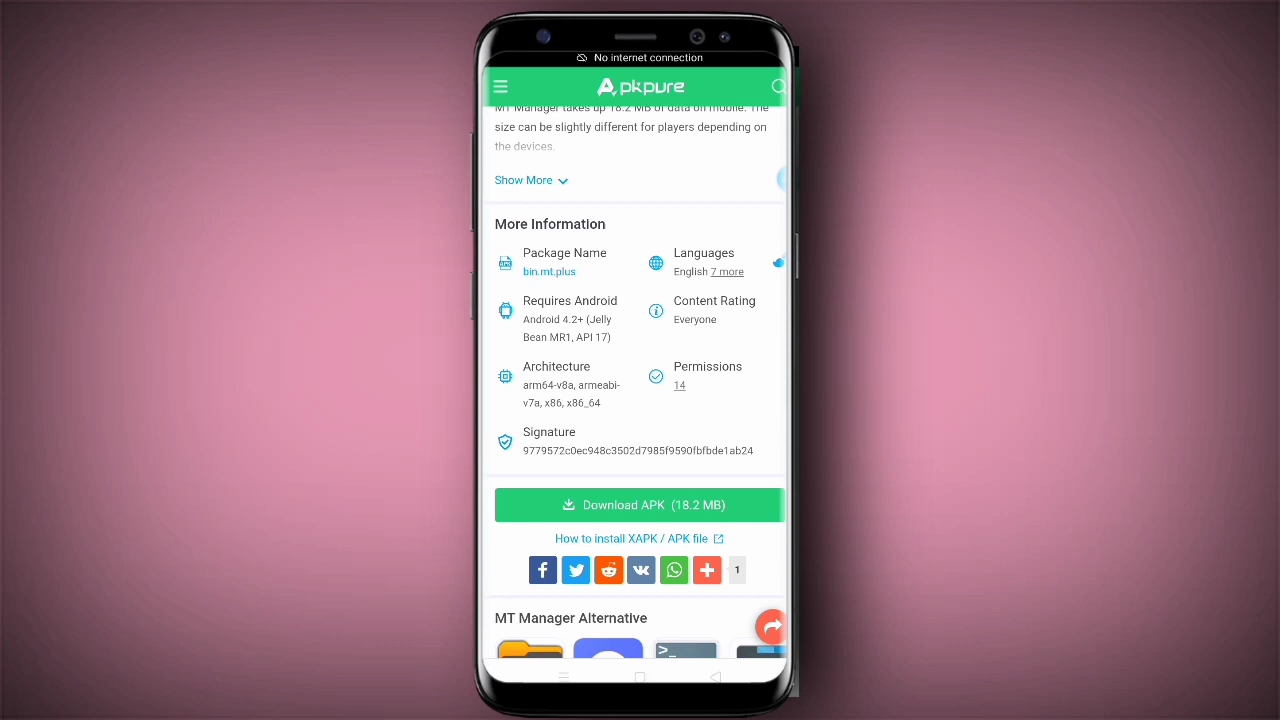 No internet connection
Apkpure
MT Manager takes up 18.2 MB of data on mobile. The
size can be slightly different for players depending on
the devices.
Show More
More Information
Package Name
bin.mt.plus
Languages
English 7 more
Requires Android
Android 4.2+ (Jelly
Bean MR1, API 17)
Content Rating
Everyone
Architecture
arm64-v8a, armeabi-
v7a, x86, x86_64
Permissions
14
Signature
9779572c0ec948c3502d7985f9590fbfbde1ab24
Download APK (18.2 MB)
How to install XAPK / APK file
1
MT Manager Alternative
>_